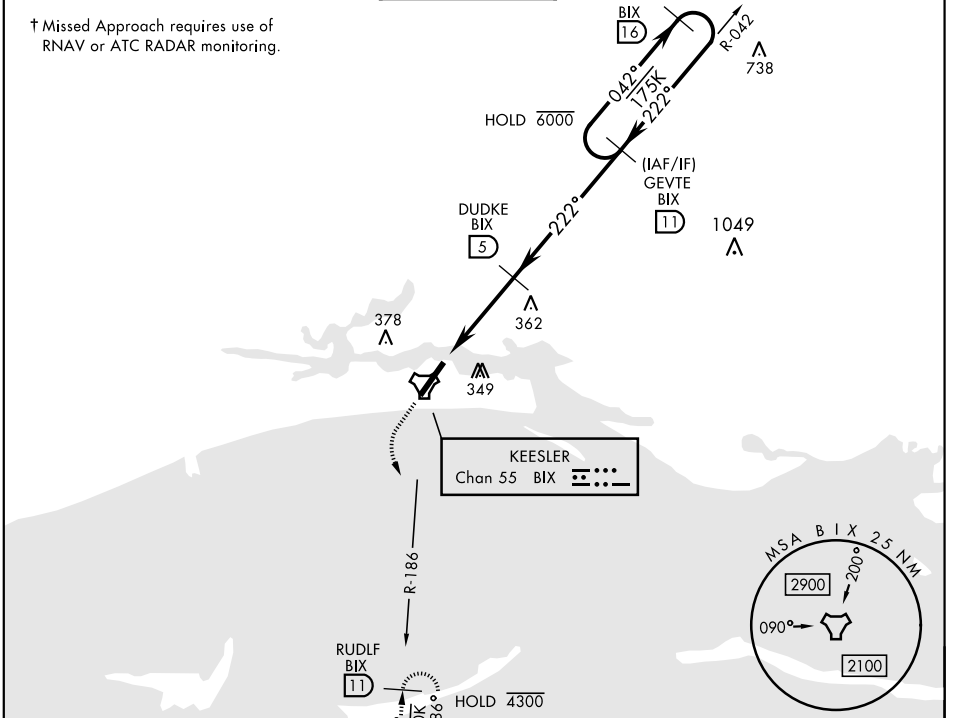 † Missed Approach requires use of
RNAV or ATC RADAR monitoring.
BIX
16
R-042
738
042°
175K
222°
HOLD 6000
(IAF/IF)
GEVTE
BIX
11
1049
222°
DUDKE
BIX
5
362
378
349
KEESLER
Chan 55 BIX
R-186
RUDLF
BIX
11
HOLD 4300
MSA BIX 25 NM
2900
200°
090°
2100